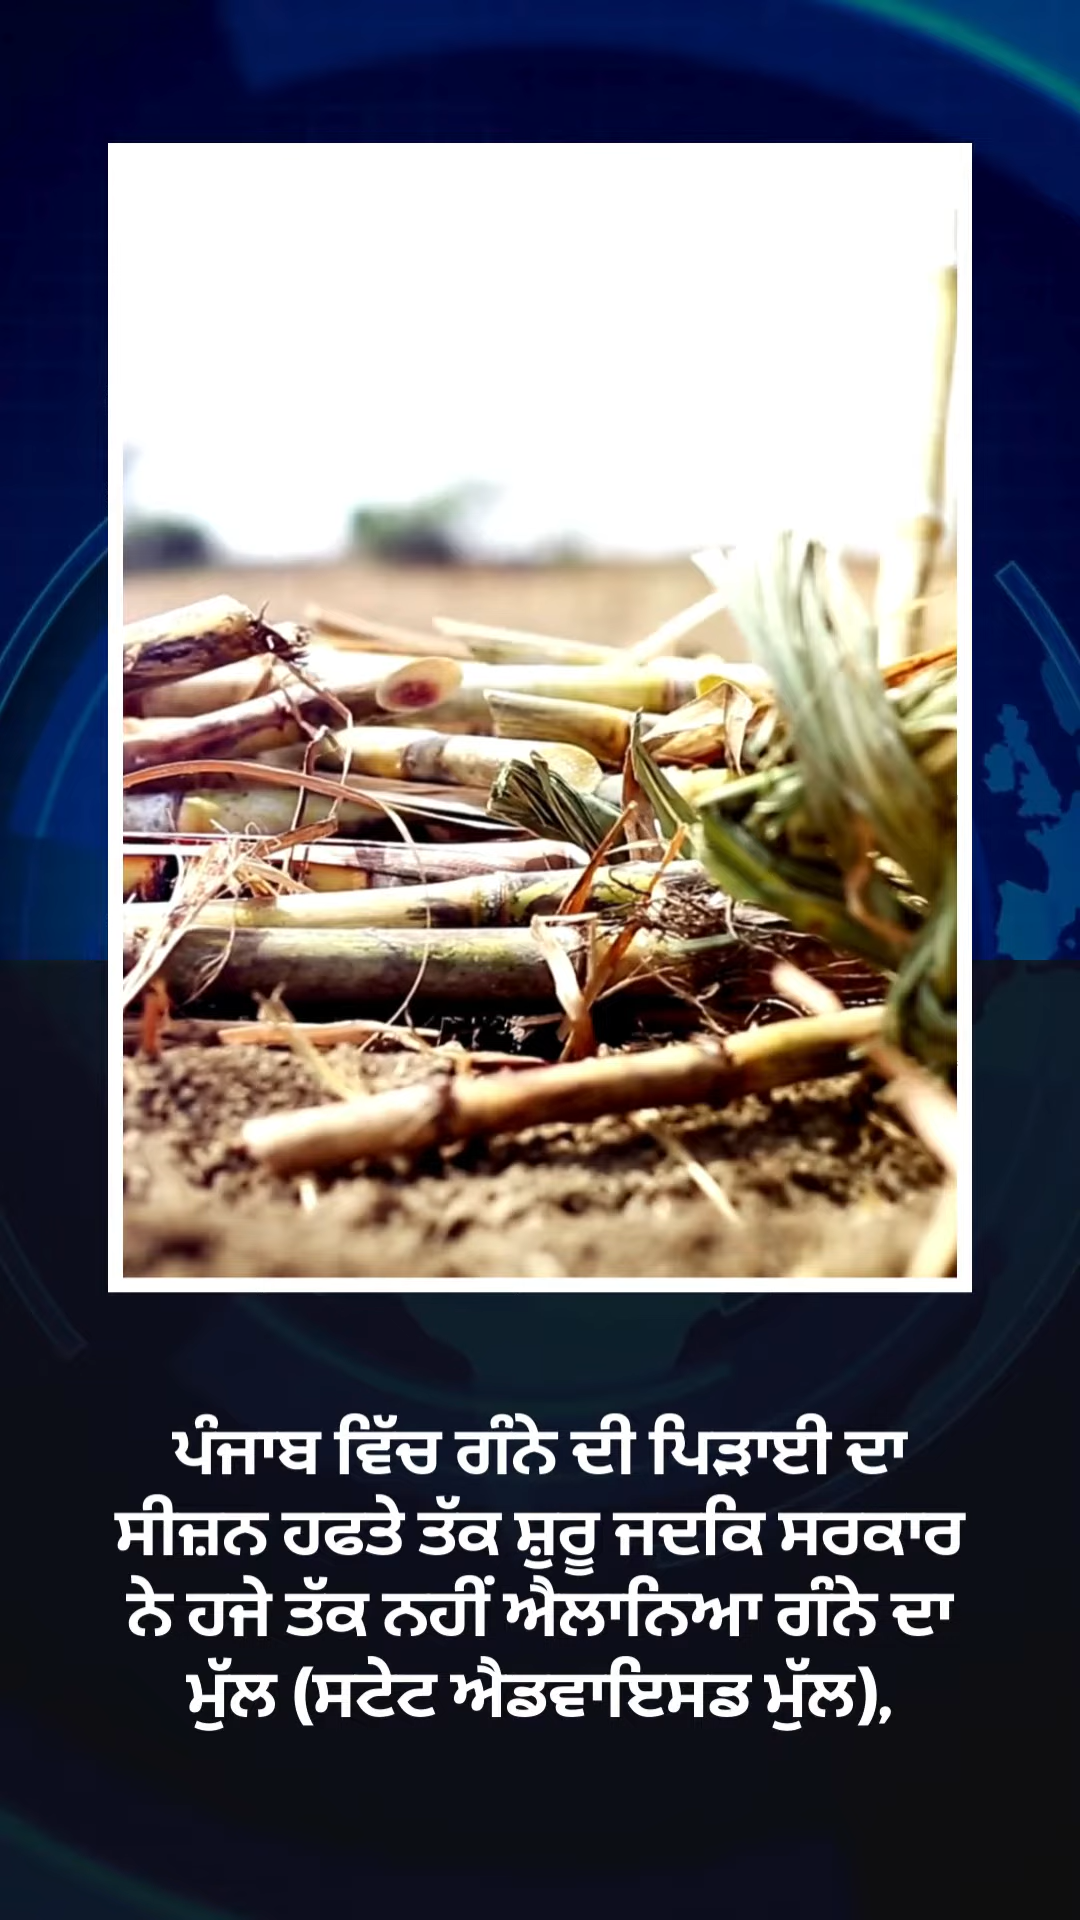 ਪੰਜਾਬ ਵਿੱਚ ਗੰਨੇ ਦੀ ਪਿੜਾਈ ਦਾ
ਸੀਜ਼ਨ ਹਫਤੇ ਤੱਕ ਸ਼ੁਰੂ ਜਦਕਿ ਸਰਕਾਰ
ਨੇ ਹਜੇ ਤੱਕ ਨਹੀਂ ਐਲਾਨਿਆ ਗੰਨੇ ਦਾ
ਮੁੱਲ (ਸਟੇਟ ਐਡਵਾਇਸਡ ਮੁੱਲ),